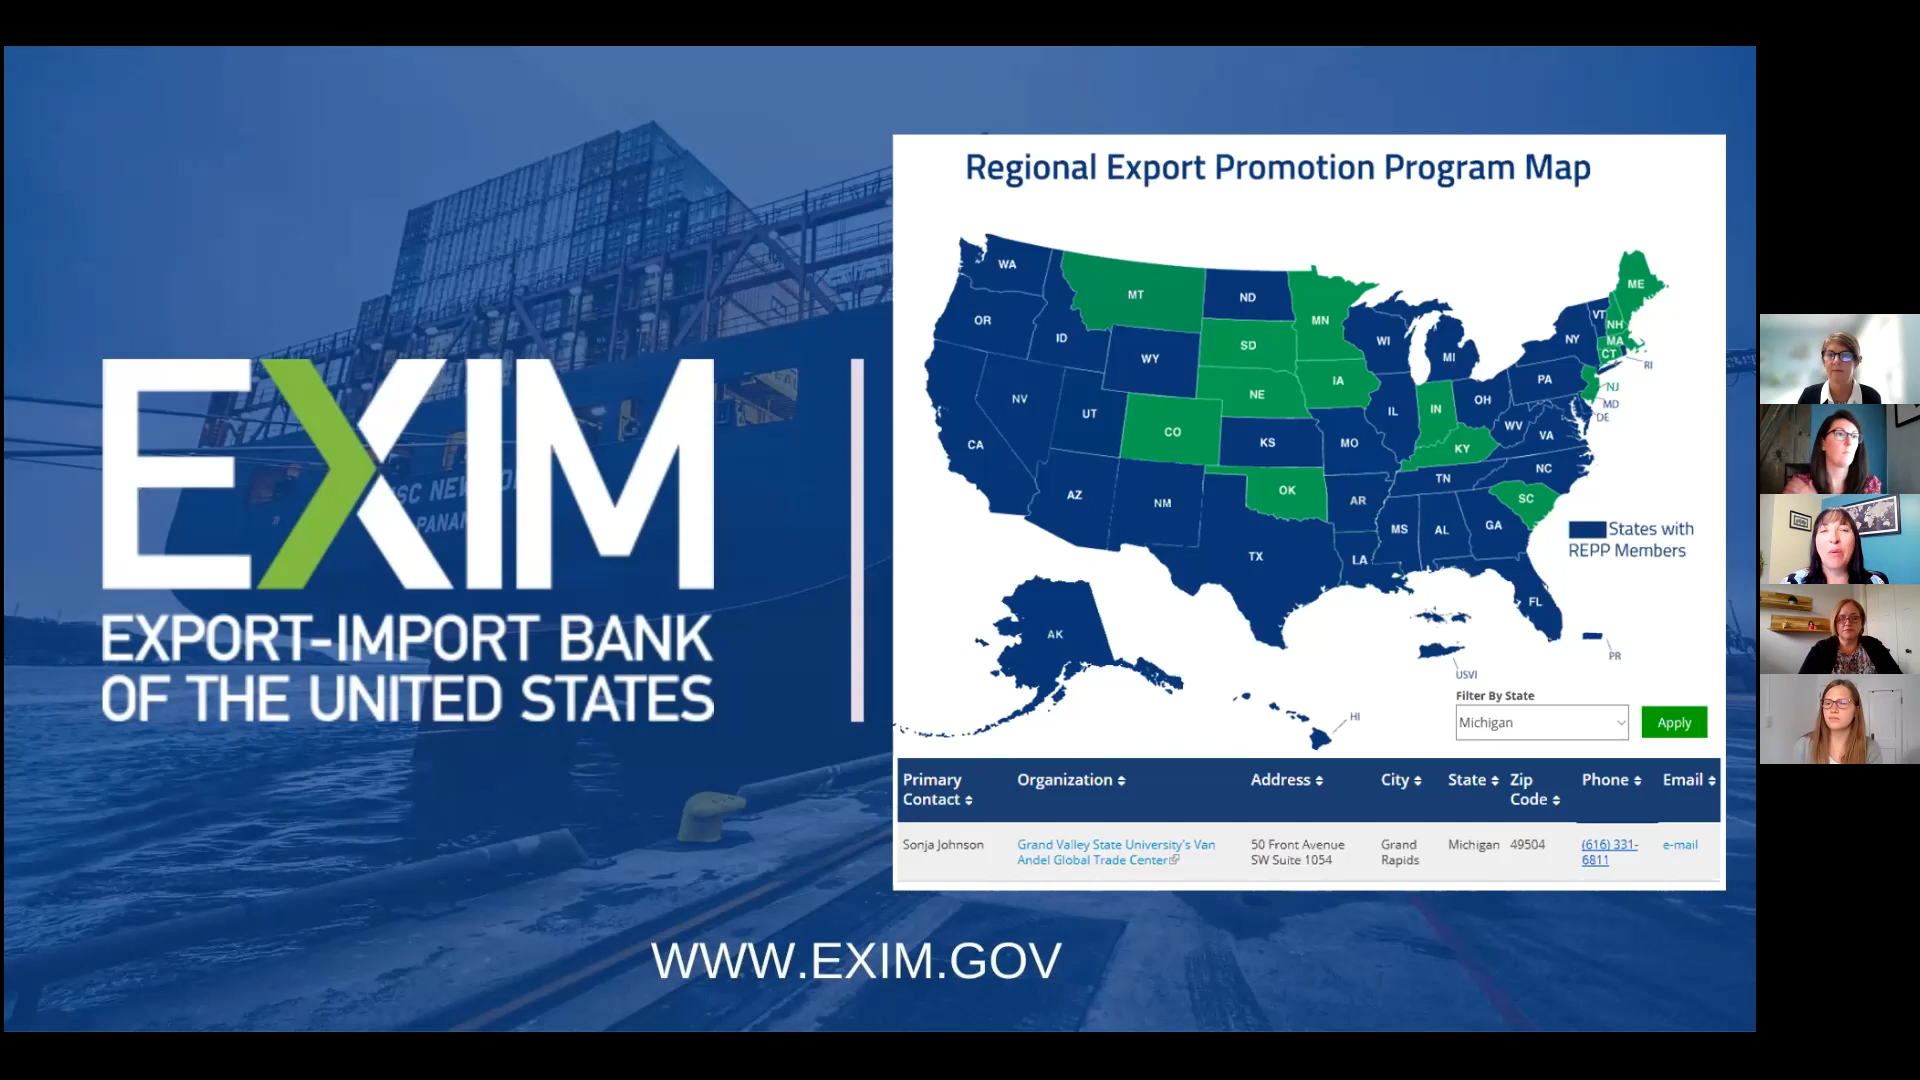 EXIM
EXPORT-IMPORT BANK
OF THE UNITED STATES
SC NEW
PANAM
Regional Export Promotion Program Map
WA
OR
CA
ID
NV
UT
AZ
MT
WY
CO
NM
ND
SD
NE
KS
OK
TX
MN
IA
MO
AR
LA
WI
IL
MS
MI
IN
KY
TN
AL
OH
WV
GA
FL
PA
VA
NC
SC
NY
VT
NH
ME
MA
CT
RI
NJ
MD
DE
AK
HI
USVI
PR
States with
REPP Members
Filter By State
Michigan
Apply
Primary Contact
Organization
Address
City
State
Zip Code
Phone
Email
Sonja Johnson
Grand Valley State University's Van
Andel Global Trade Center
50 Front Avenue
SW Suite 1054
Grand
Rapids
Michigan
49504
(616) 331-
6811
e-mail
WWW.EXIM.GOV